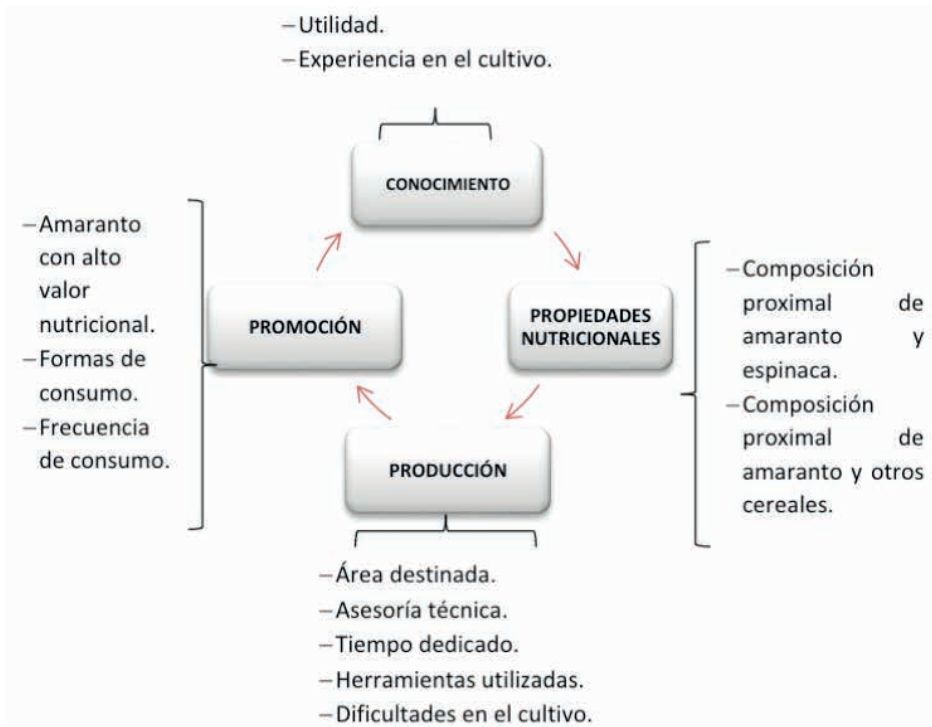 –Utilidad.
–Experiencia en el cultivo.
CONOCIMIENTO
–Amaranto
con alto
valor
nutricional.
–Formas de
consumo.
–Frecuencia
de consumo.
PROMOCIÓN
PROPIEDADES
NUTRICIONALES
–Composición
proximal de
amaranto y
espinaca.
–Composición
proximal de
amaranto y otros
cereales.
PRODUCCIÓN
–Área destinada.
–Asesoría técnica.
–Tiempo dedicado.
–Herramientas utilizadas.
–Dificultades en el cultivo.